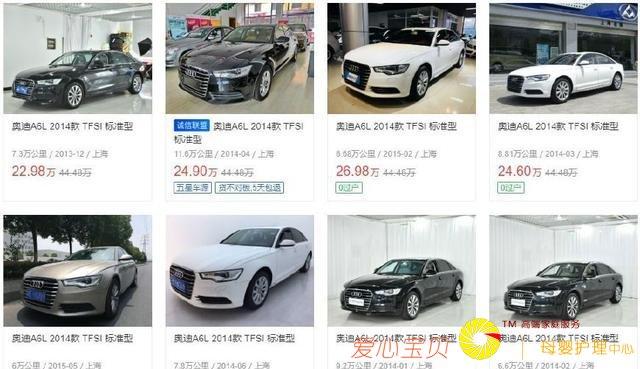 奥迪A6L 2014款 TFSI 标准型
7.3万公里 / 2013-12 / 上海
22.98万 44.48万
诚信联盟 奥迪A6L 2014款 TFSI
标准型
11.6万公里 / 2014-04 / 上海
24.90万 44.48万
五星车源 货不对板,5天包退
奥迪A6L 2014款 TFSI 标准型
6.68万公里 / 2015-02 / 上海
26.98万 44.48万
0过户
奥迪A6L 2014款 TFSI 标准型
8.81万公里 / 2014-03 / 上海
24.60万 44.48万
0过户
奥迪A6L 2014款 TFSI 标准型
6万公里 / 2015-05 / 上海
奥迪A6L 2014款 TFSI 标准型
7.8万公里 / 2014-06 / 上海
奥迪A6L 2014款 TFSI 标准型
9.2万公里 / 2014-01 / 上海
奥迪A6L 2014款 TFSI 标准型
6.6万公里 / 2014-02 / 上海
爱心宝贝
TM 高端家庭服务
母婴护理中心